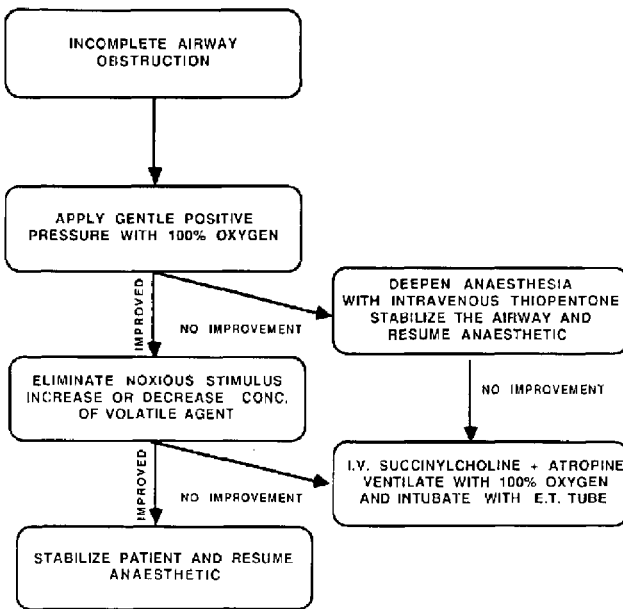 INCOMPLETE AIRWAY
OBSTRUCTION
APPLY GENTLE POSITIVE
PRESSURE WITH 100% OXYGEN
IMPROVED
NO IMPROVEMENT
DEEPEN ANAESTHESIA
WITH INTRAVENOUS THIOPENTONE
STABILIZE THE AIRWAY AND
RESUME ANAESTHETIC
ELIMINATE NOXIOUS STIMULUS
INCREASE OR DECREASE CONC.
OF VOLATILE AGENT
NO IMPROVEMENT
IMPROVED
NO IMPROVEMENT
I.V. SUCCINYLCHOLINE + ATROPINE
VENTILATE WITH 100% OXYGEN
AND INTUBATE WITH E.T. TUBE
STABILIZE PATIENT AND RESUME
ANAESTHETIC